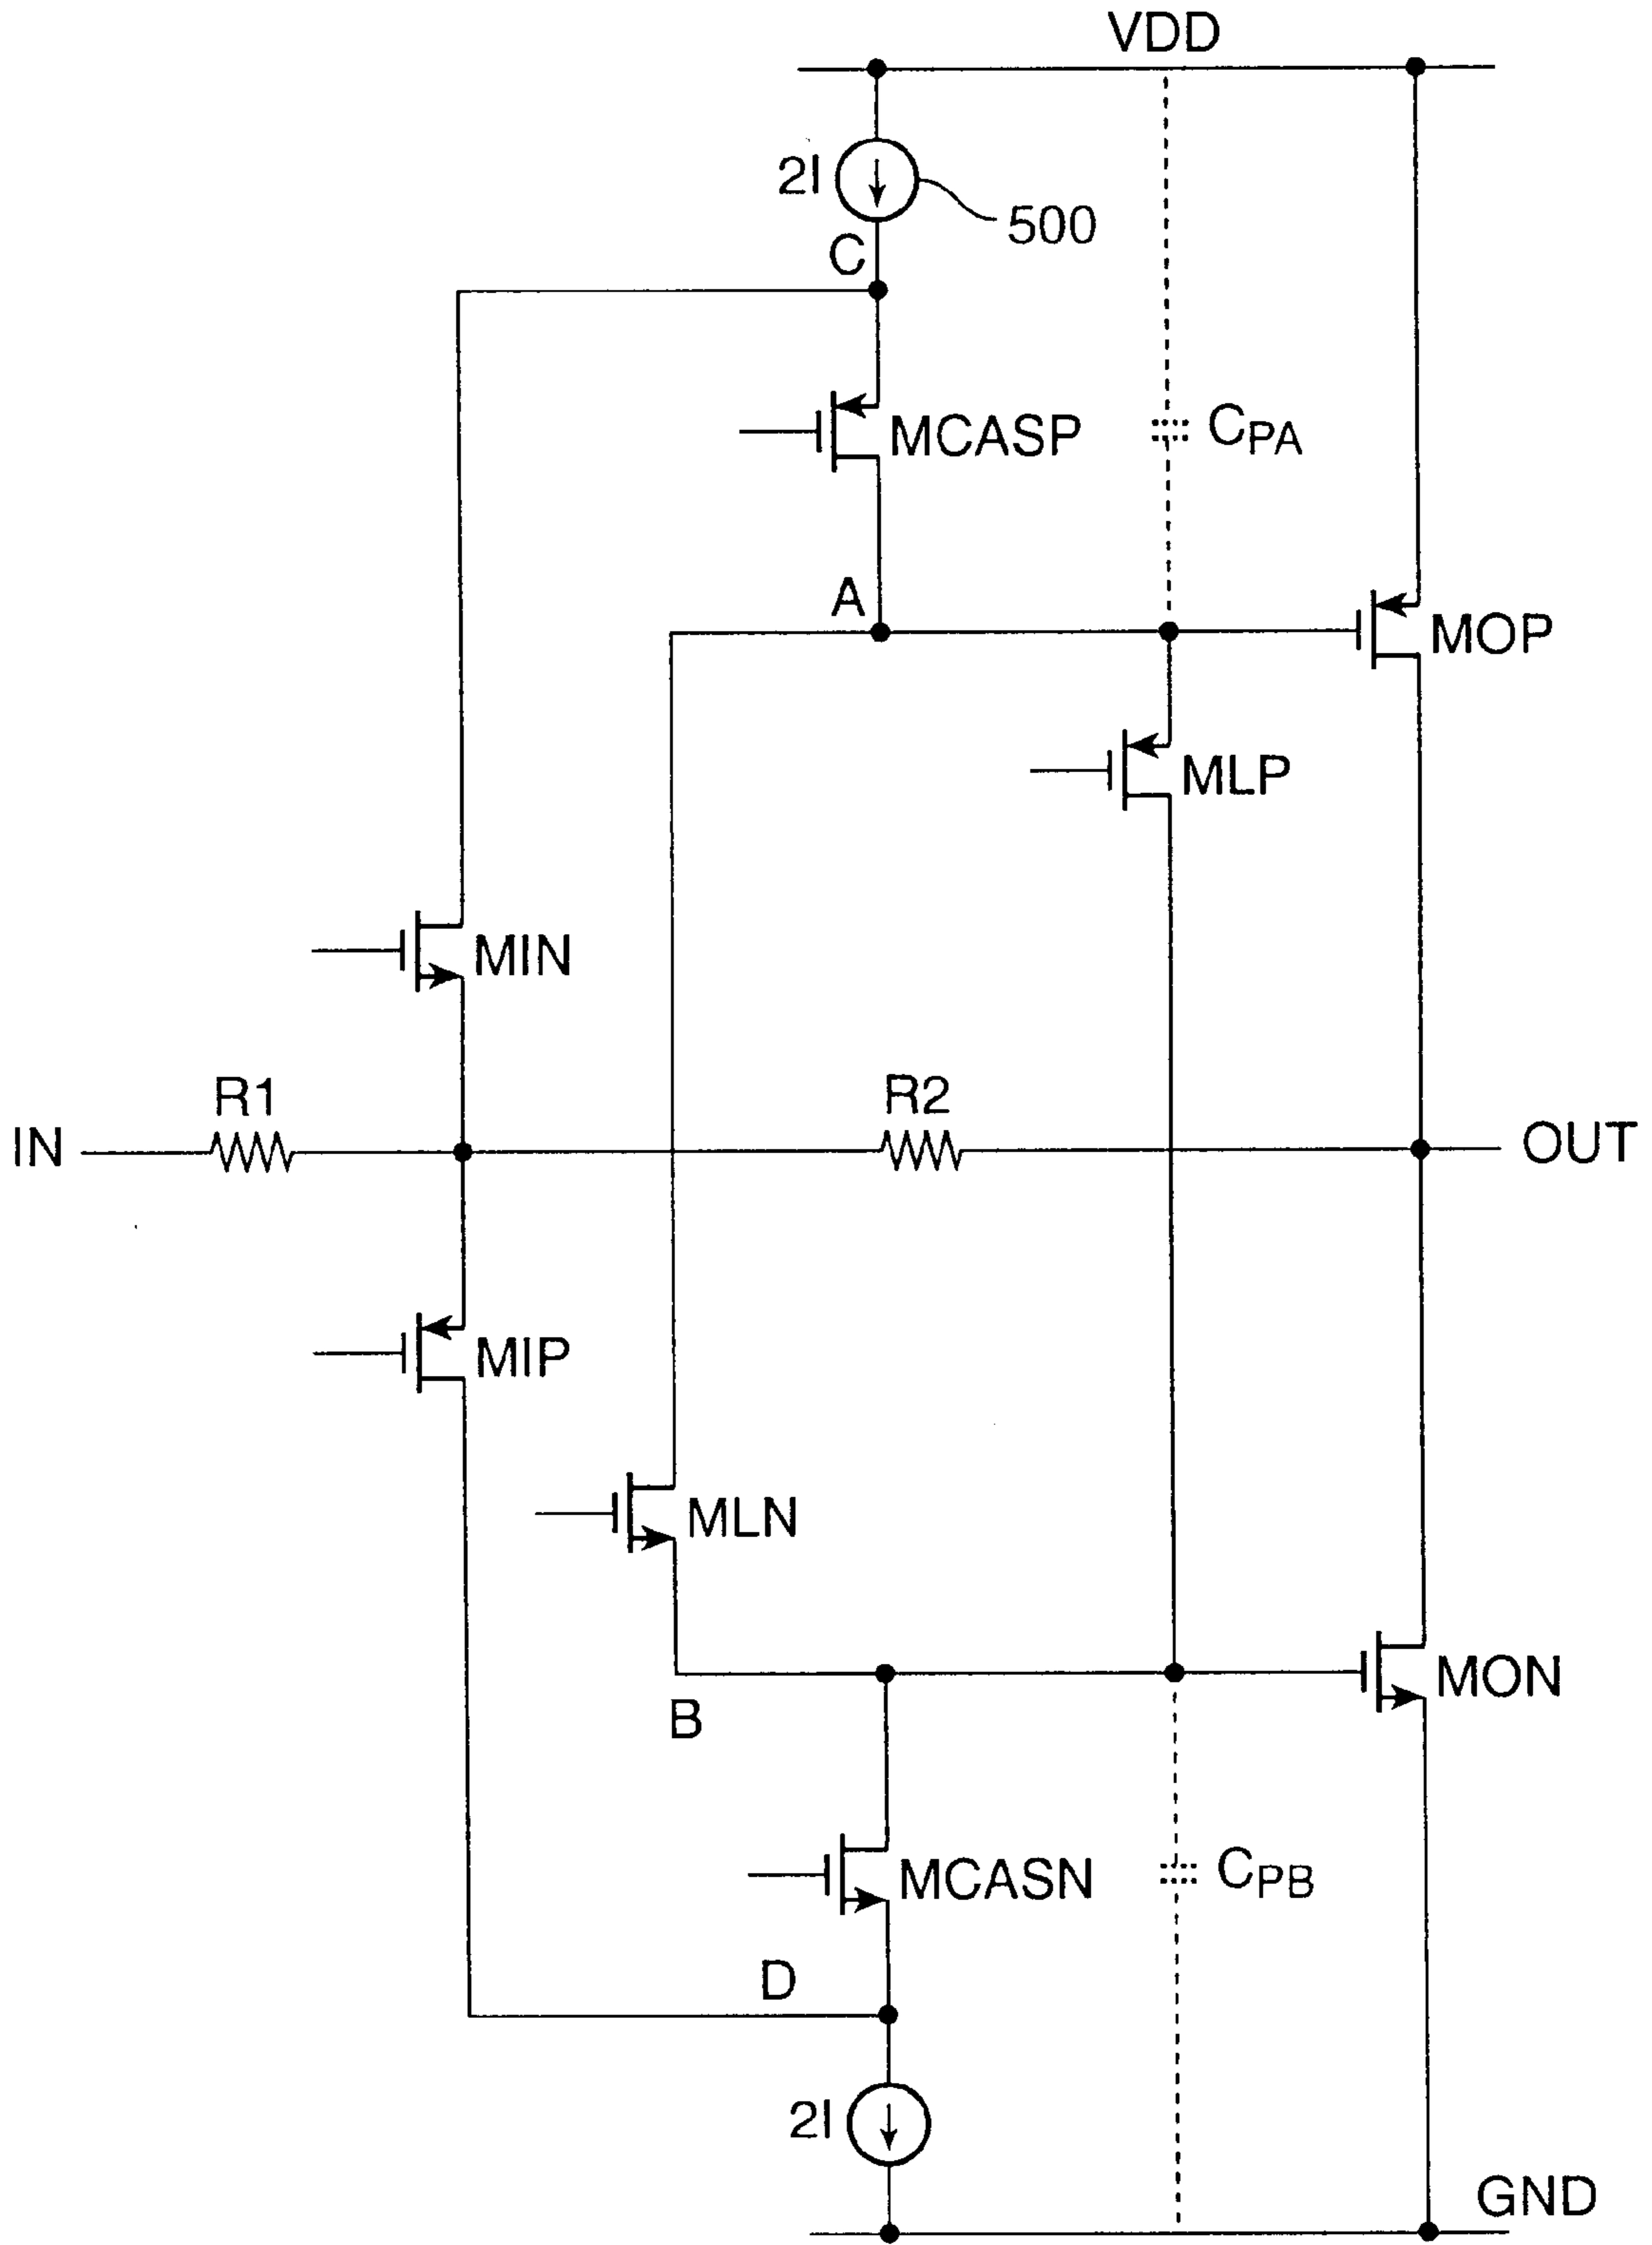 VDD
2I
500
C
MCASP
CPA
A
MOP
MLP
MIN
R1
R2
IN
OUT
MIP
MLN
MON
B
MCASN
CPB
D
2I
GND